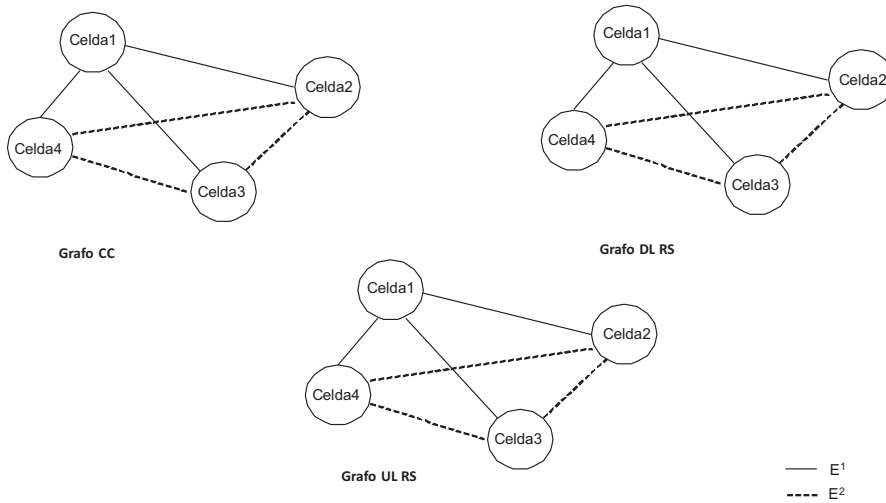 Celda1
Celda2
Celda4
Celda3
Grafo CC
Celda1
Celda2
Celda4
Celda3
Grafo DL RS
Celda1
Celda2
Celda4
Celda3
Grafo UL RS
E¹
E²